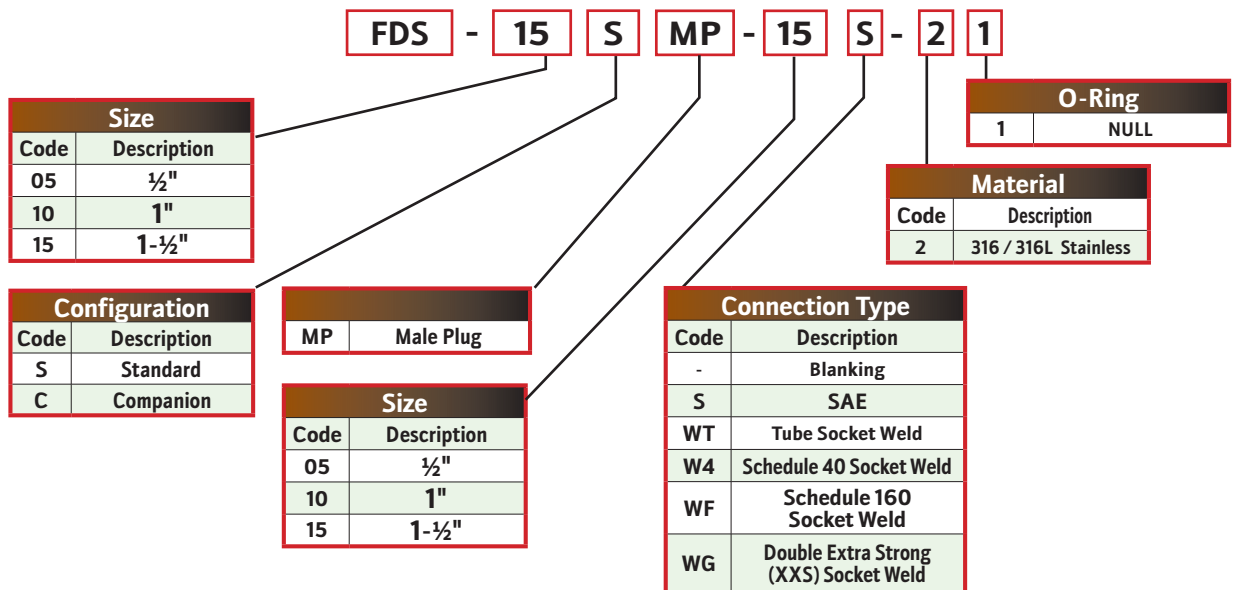 FDS - 15 S MP - 15 S - 2 1
Size
Code Description
05 ½"
10 1"
15 1-½"
Configuration
Code Description
S Standard
C Companion
MP Male Plug
Size
Code Description
05 ½"
10 1"
15 1-½"
Connection Type
Code Description
- Blanking
S SAE
WT Tube Socket Weld
W4 Schedule 40 Socket Weld
WF Schedule 160
Socket Weld
WG Double Extra Strong
(XXS) Socket Weld
Material
Code Description
2 316 / 316L Stainless
O-Ring
1 NULL